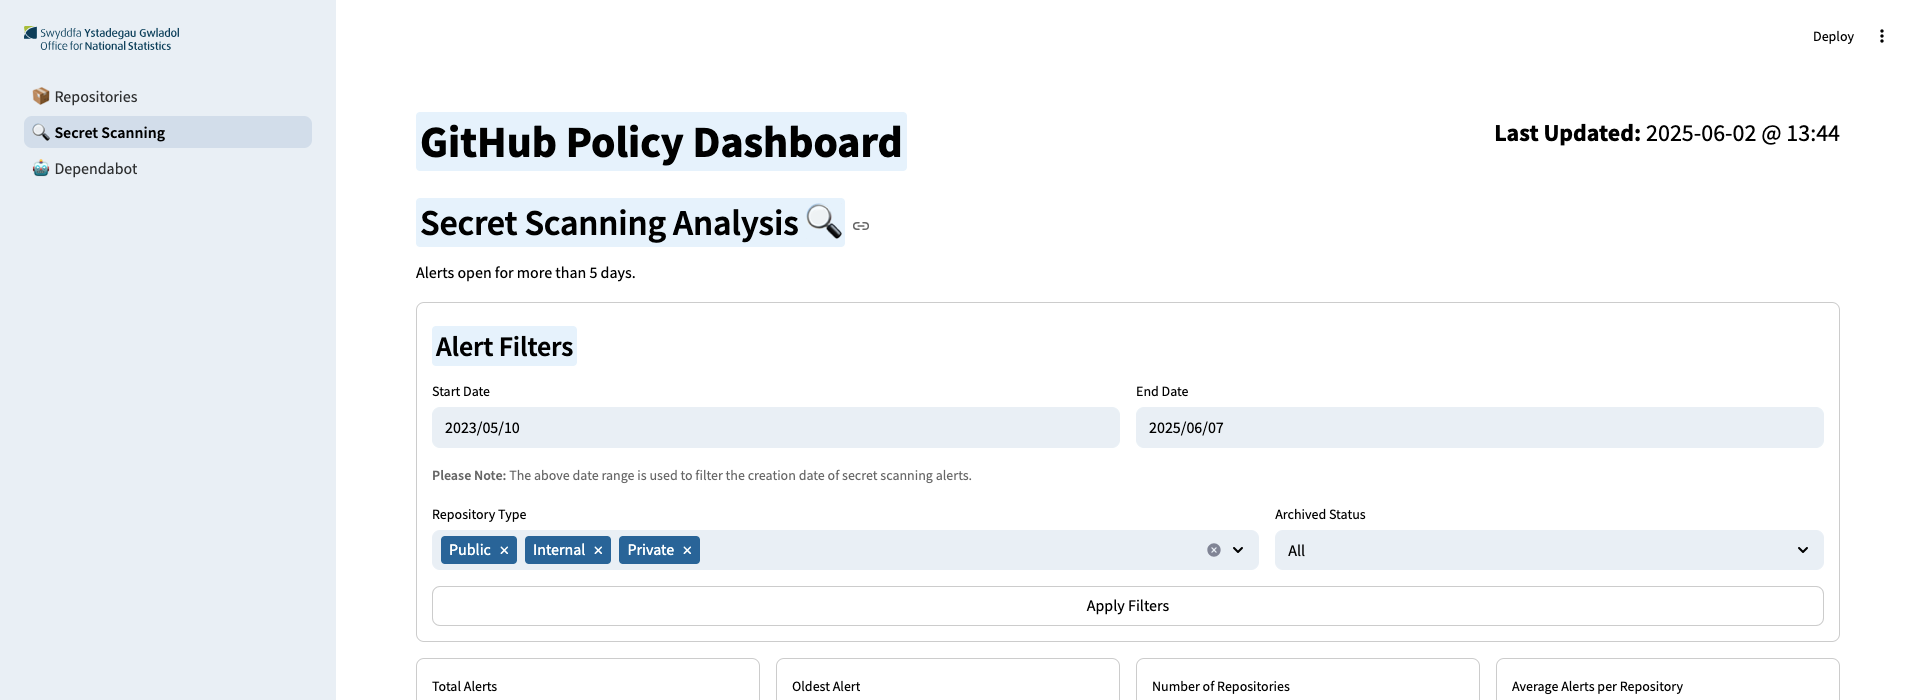 Swyddfa Ystadegau Gwladol
Office for National Statistics
Repositories
Secret Scanning
Dependabot
Deploy
GitHub Policy Dashboard
Last Updated: 2025-06-02 @ 13:44
Secret Scanning Analysis
Alerts open for more than 5 days.
Alert Filters
Start Date
End Date
2023/05/10
2025/06/07
Please Note: The above date range is used to filter the creation date of secret scanning alerts.
Repository Type
Archived Status
Public
Internal
Private
All
Apply Filters
Total Alerts
Oldest Alert
Number of Repositories
Average Alerts per Repository